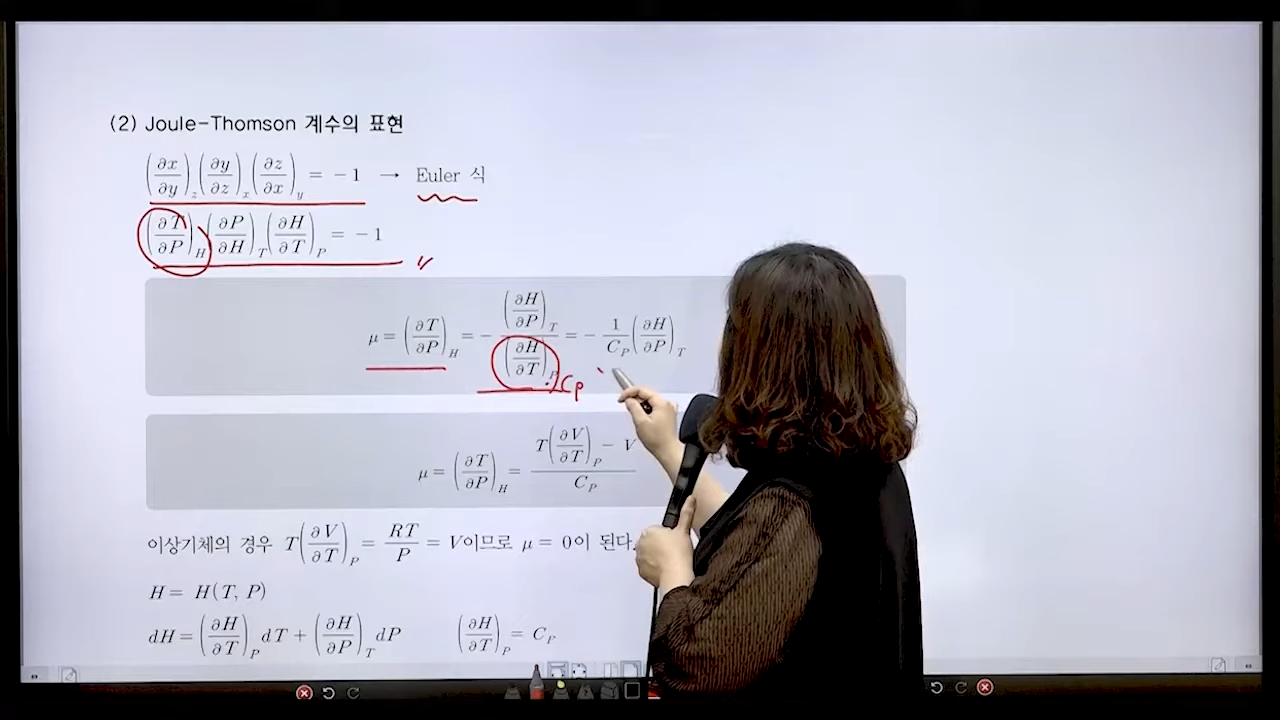 (2) Joule-Thomson 계수의 표현
(∂x/∂y)_z (∂y/∂z)_x (∂z/∂x)_y = -1 → Euler 식
(∂T/∂P)_H (∂P/∂H)_T (∂H/∂T)_P = -1
μ = (∂T/∂P)_H = - (∂H/∂P)_T / (∂H/∂T)_P = - 1/C_P (∂H/∂P)_T
Cp
μ = (∂T/∂P)_H = (T(∂V/∂T)_P - V) / C_P
이상기체의 경우 T(∂V/∂T)_P = RT/P = V이므로 μ = 0이 된다.
H = H(T, P)
dH = (∂H/∂T)_P dT + (∂H/∂P)_T dP (∂H/∂T)_P = C_P